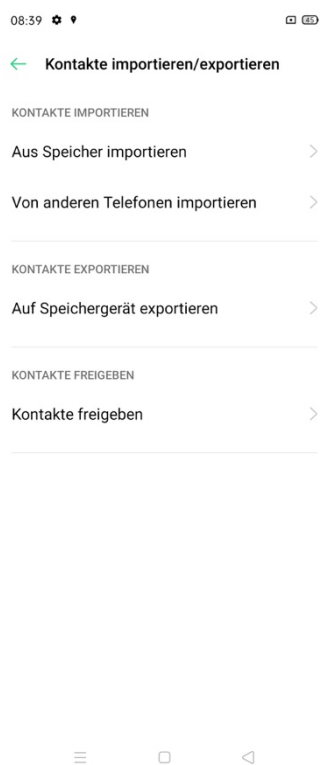 08:39
45
Kontakte importieren/exportieren
KONTAKTE IMPORTIEREN
Aus Speicher importieren
Von anderen Telefonen importieren
KONTAKTE EXPORTIEREN
Auf Speichergerät exportieren
KONTAKTE FREIGEBEN
Kontakte freigeben